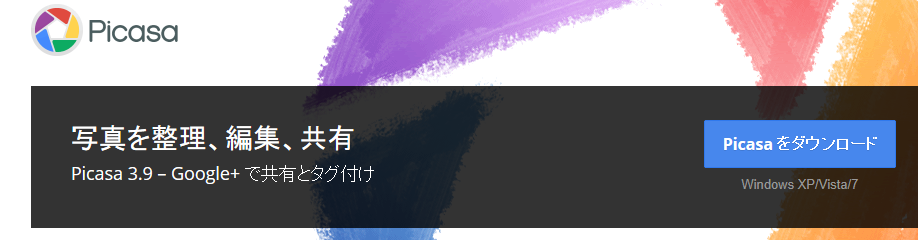 Picasa
写真を整理、編集、共有
Picasa 3.9 – Google+ で共有とタグ付け
Picasa をダウンロード
Windows XP/Vista/7